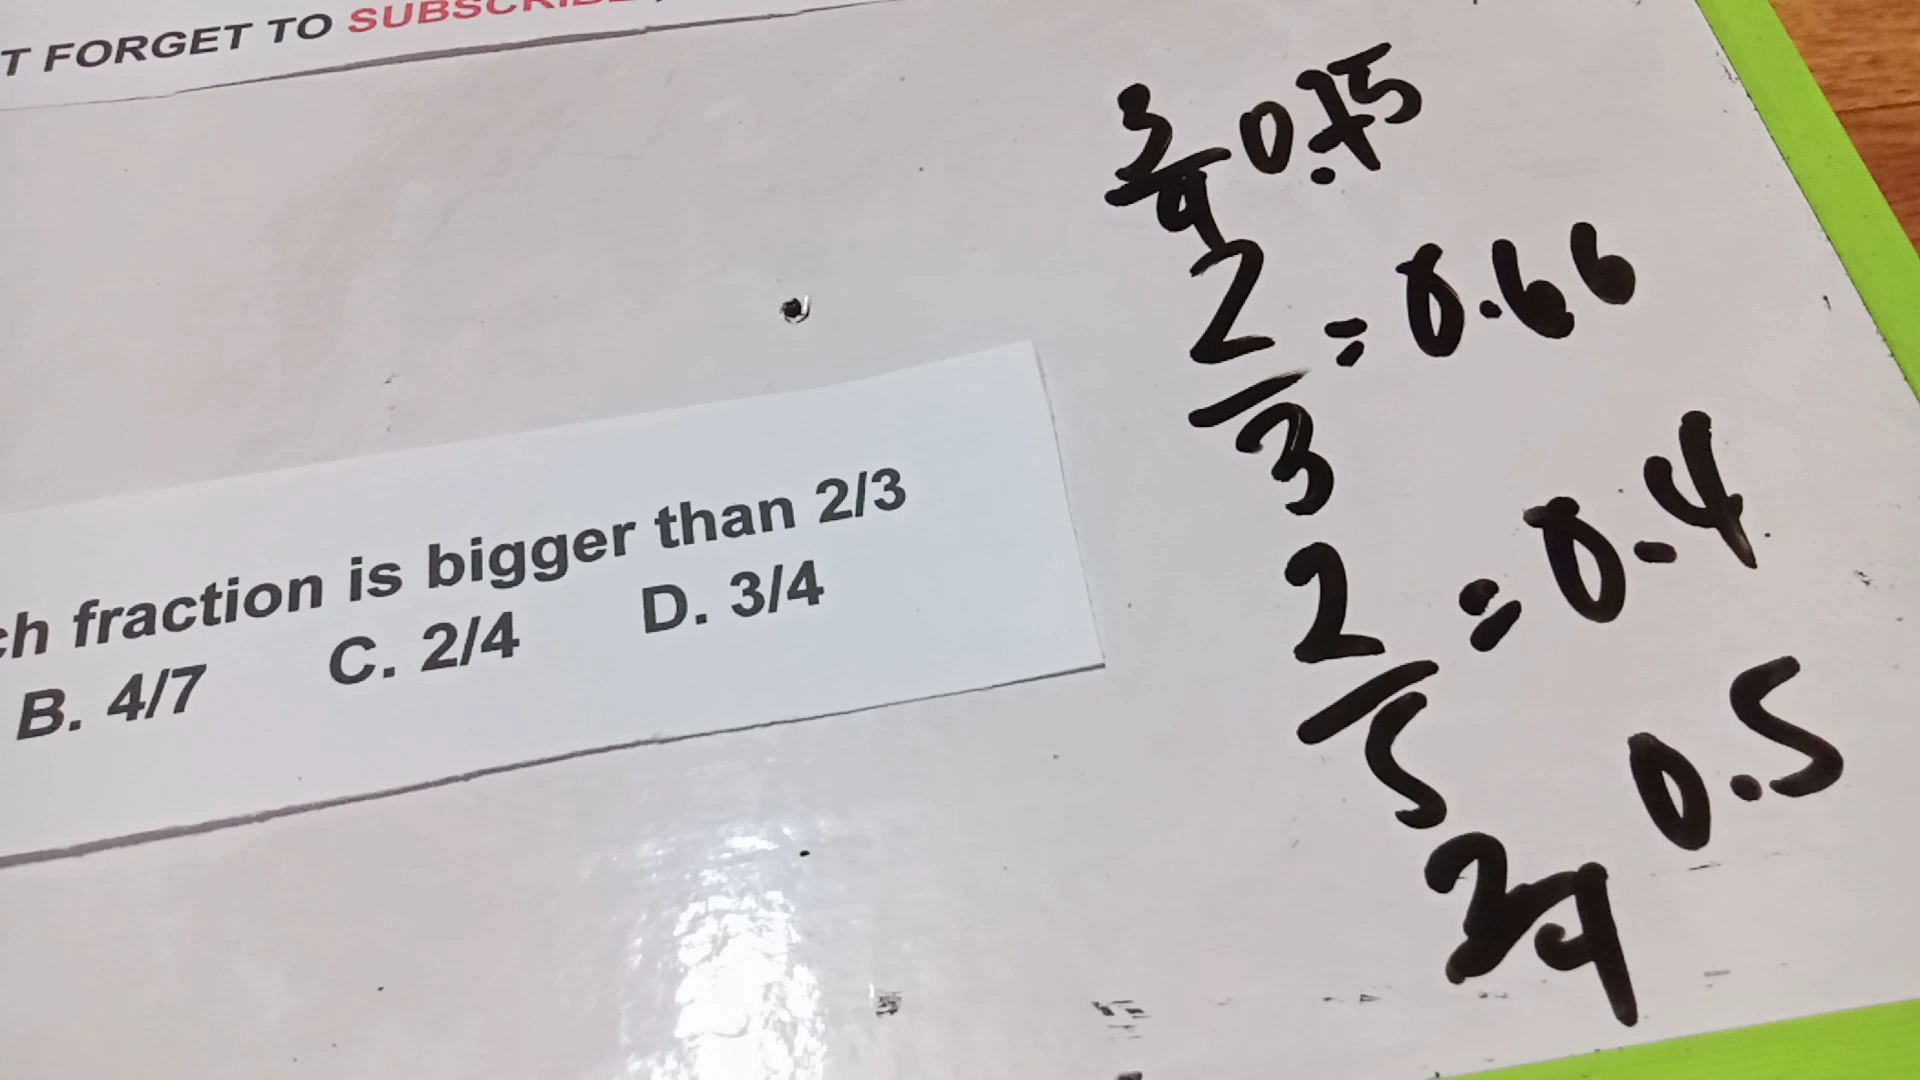 T FORGET TO SUBSCRIBE
ch fraction is bigger than 2/3
B. 4/7 C. 2/4 D. 3/4
3/4 0.75
2/3 = 0.66
2/5 = 0.4
2/4 0.5